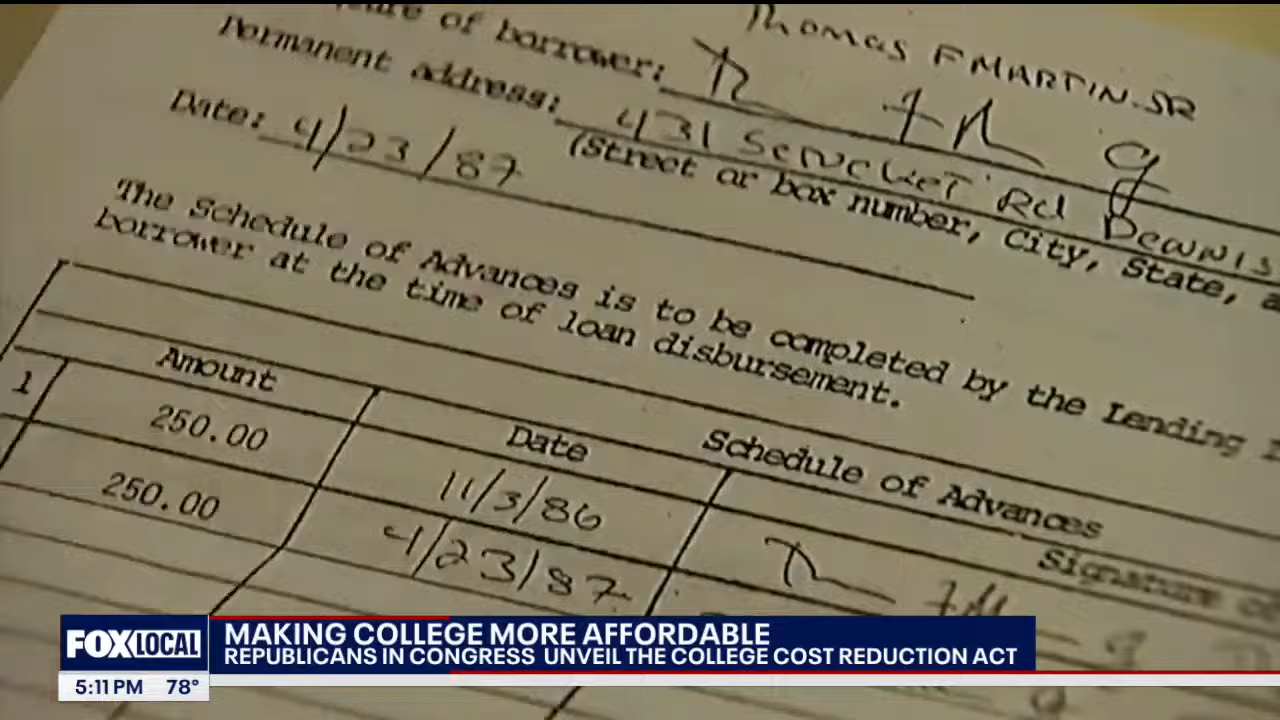 Thomas F MARTIN. JR
of borrower:
Permanent address: 431 Rd Dennis
(Street or box number, City, State,
Date: 4/23/87
The Schedule of Advances is to be completed by the Lending
borrower at the time of loan disbursement.
Schedule of Advances
Amount Date Signature of
1 250.00 11/3/86
250.00 4/23/87
FOX LOCAL
MAKING COLLEGE MORE AFFORDABLE
REPUBLICANS IN CONGRESS UNVEIL THE COLLEGE COST REDUCTION ACT
5:11 PM 78°